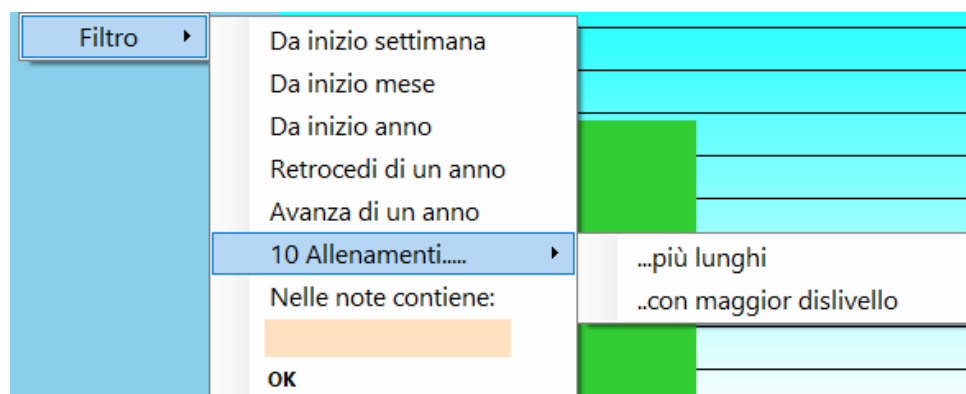 Filtro
Da inizio settimana
Da inizio mese
Da inizio anno
Retrocedi di un anno
Avanza di un anno
10 Allenamenti.....
...più lunghi
..con maggior dislivello
Nelle note contiene:
OK